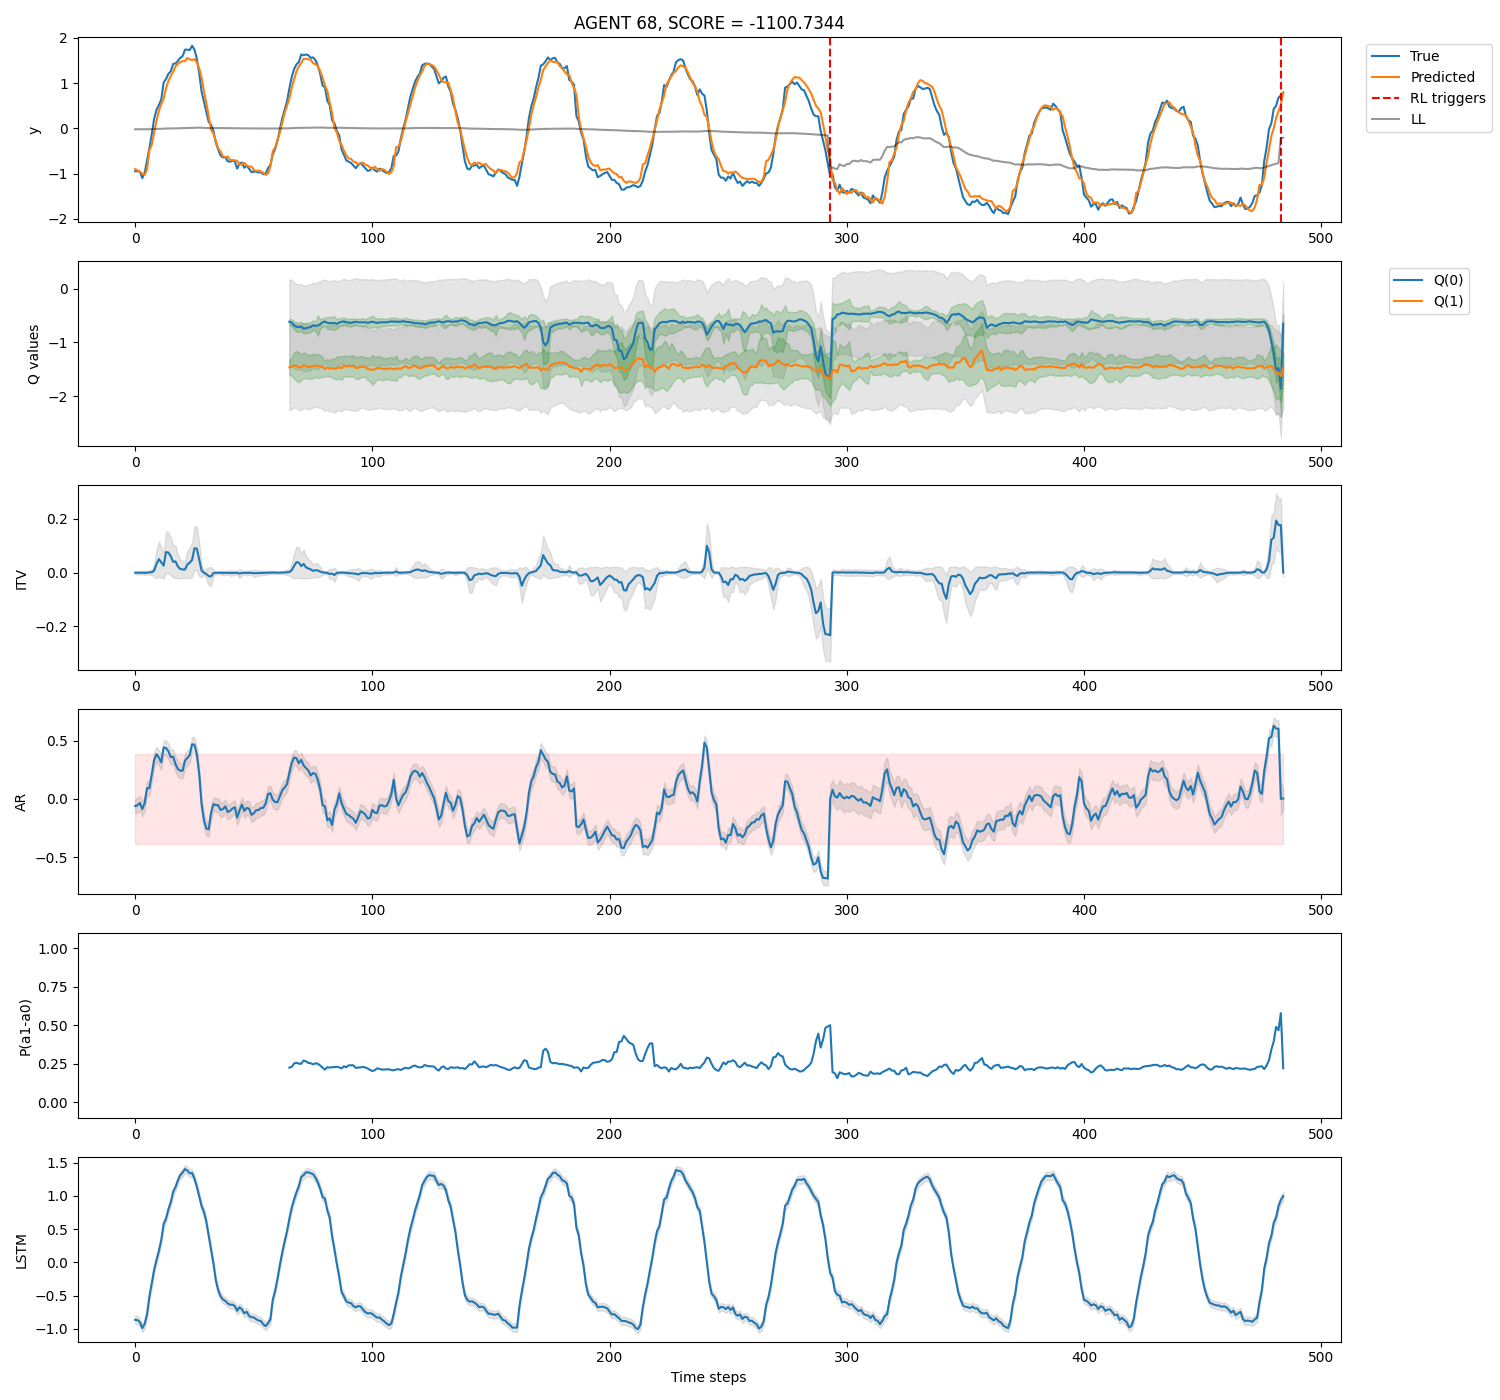 AGENT 68, SCORE = -1100.7344
y
2
1
0
−1
−2
0 100 200 300 400 500
True
Predicted
RL triggers
LL
Q values
0
−1
−2
0 100 200 300 400 500
Q(0)
Q(1)
ITV
0.2
0.0
−0.2
0 100 200 300 400 500
AR
0.5
0.0
−0.5
0 100 200 300 400 500
P(a1-a0)
1.00
0.75
0.50
0.25
0.00
0 100 200 300 400 500
LSTM
1.5
1.0
0.5
0.0
−0.5
−1.0
0 100 200 300 400 500
Time steps